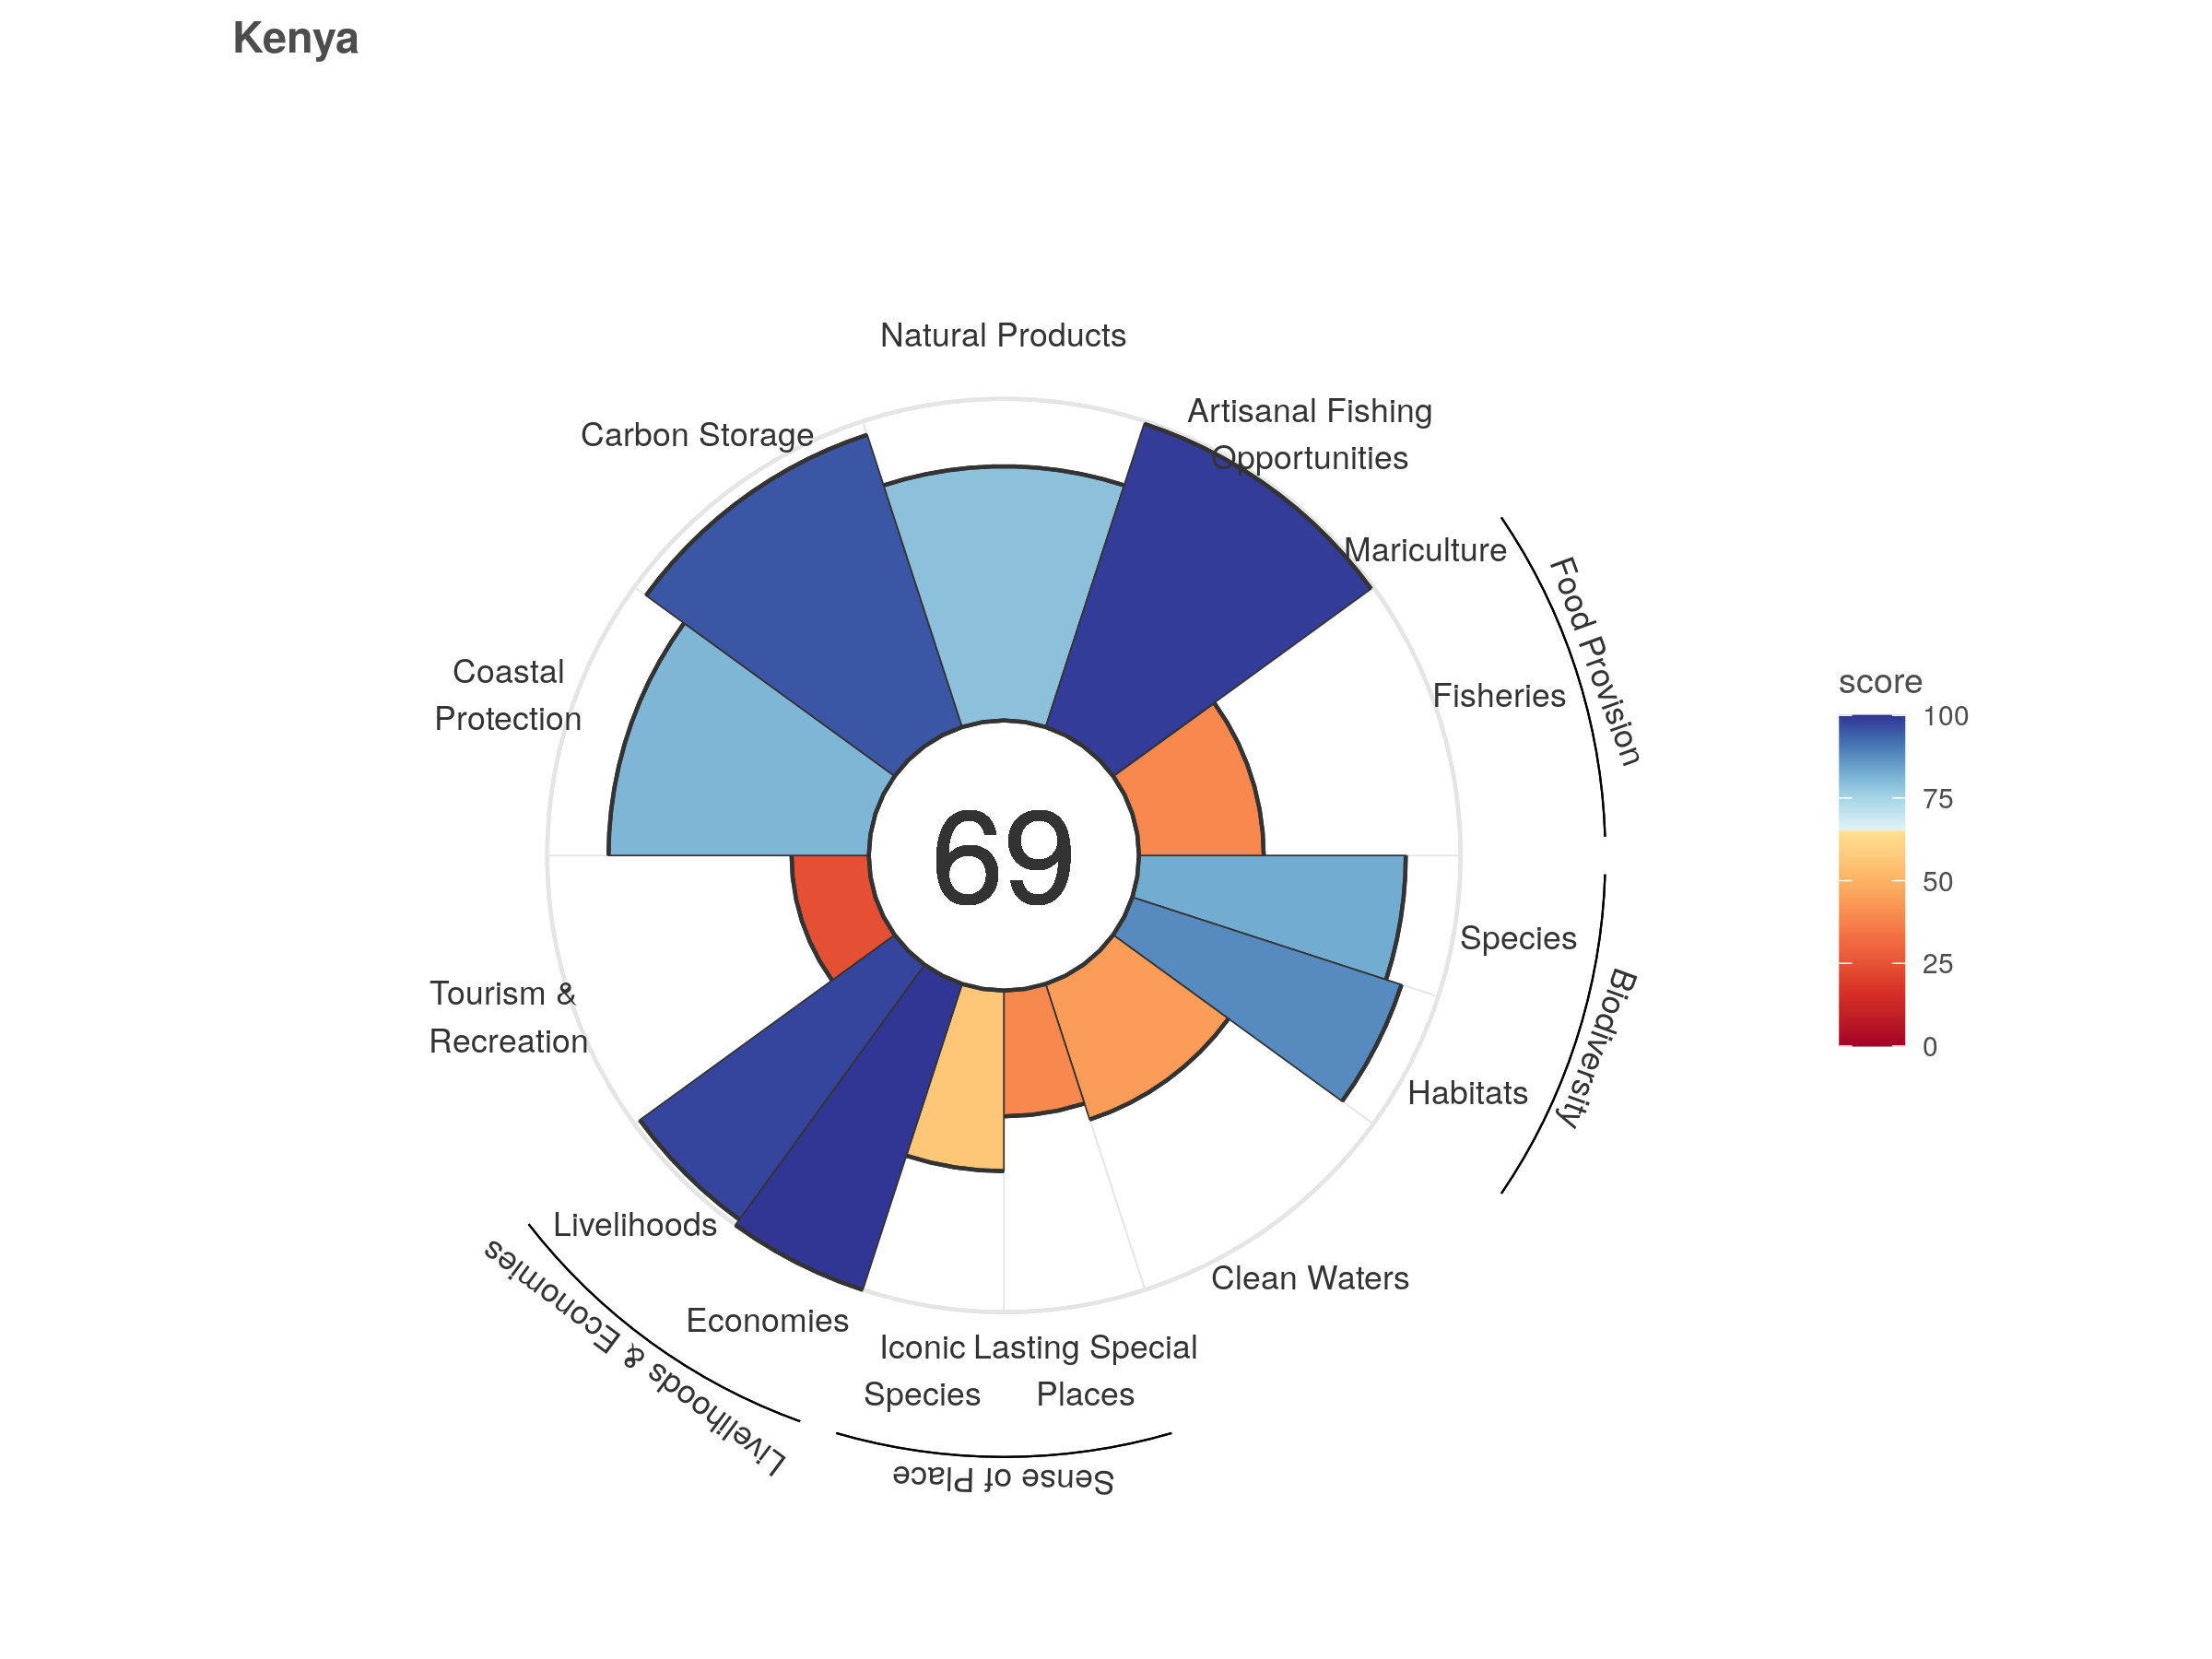 Kenya
Natural Products
Artisanal Fishing
Opportunities
Carbon Storage
Mariculture
Food Provision
Fisheries
Coastal
Protection
score
100
75
50
25
0
69
Species
Biodiversity
Tourism &
Recreation
Habitats
Livelihoods
Clean Waters
Economies
Livelihoods & Economies
Iconic
Species
Lasting Special
Places
Sense of Place